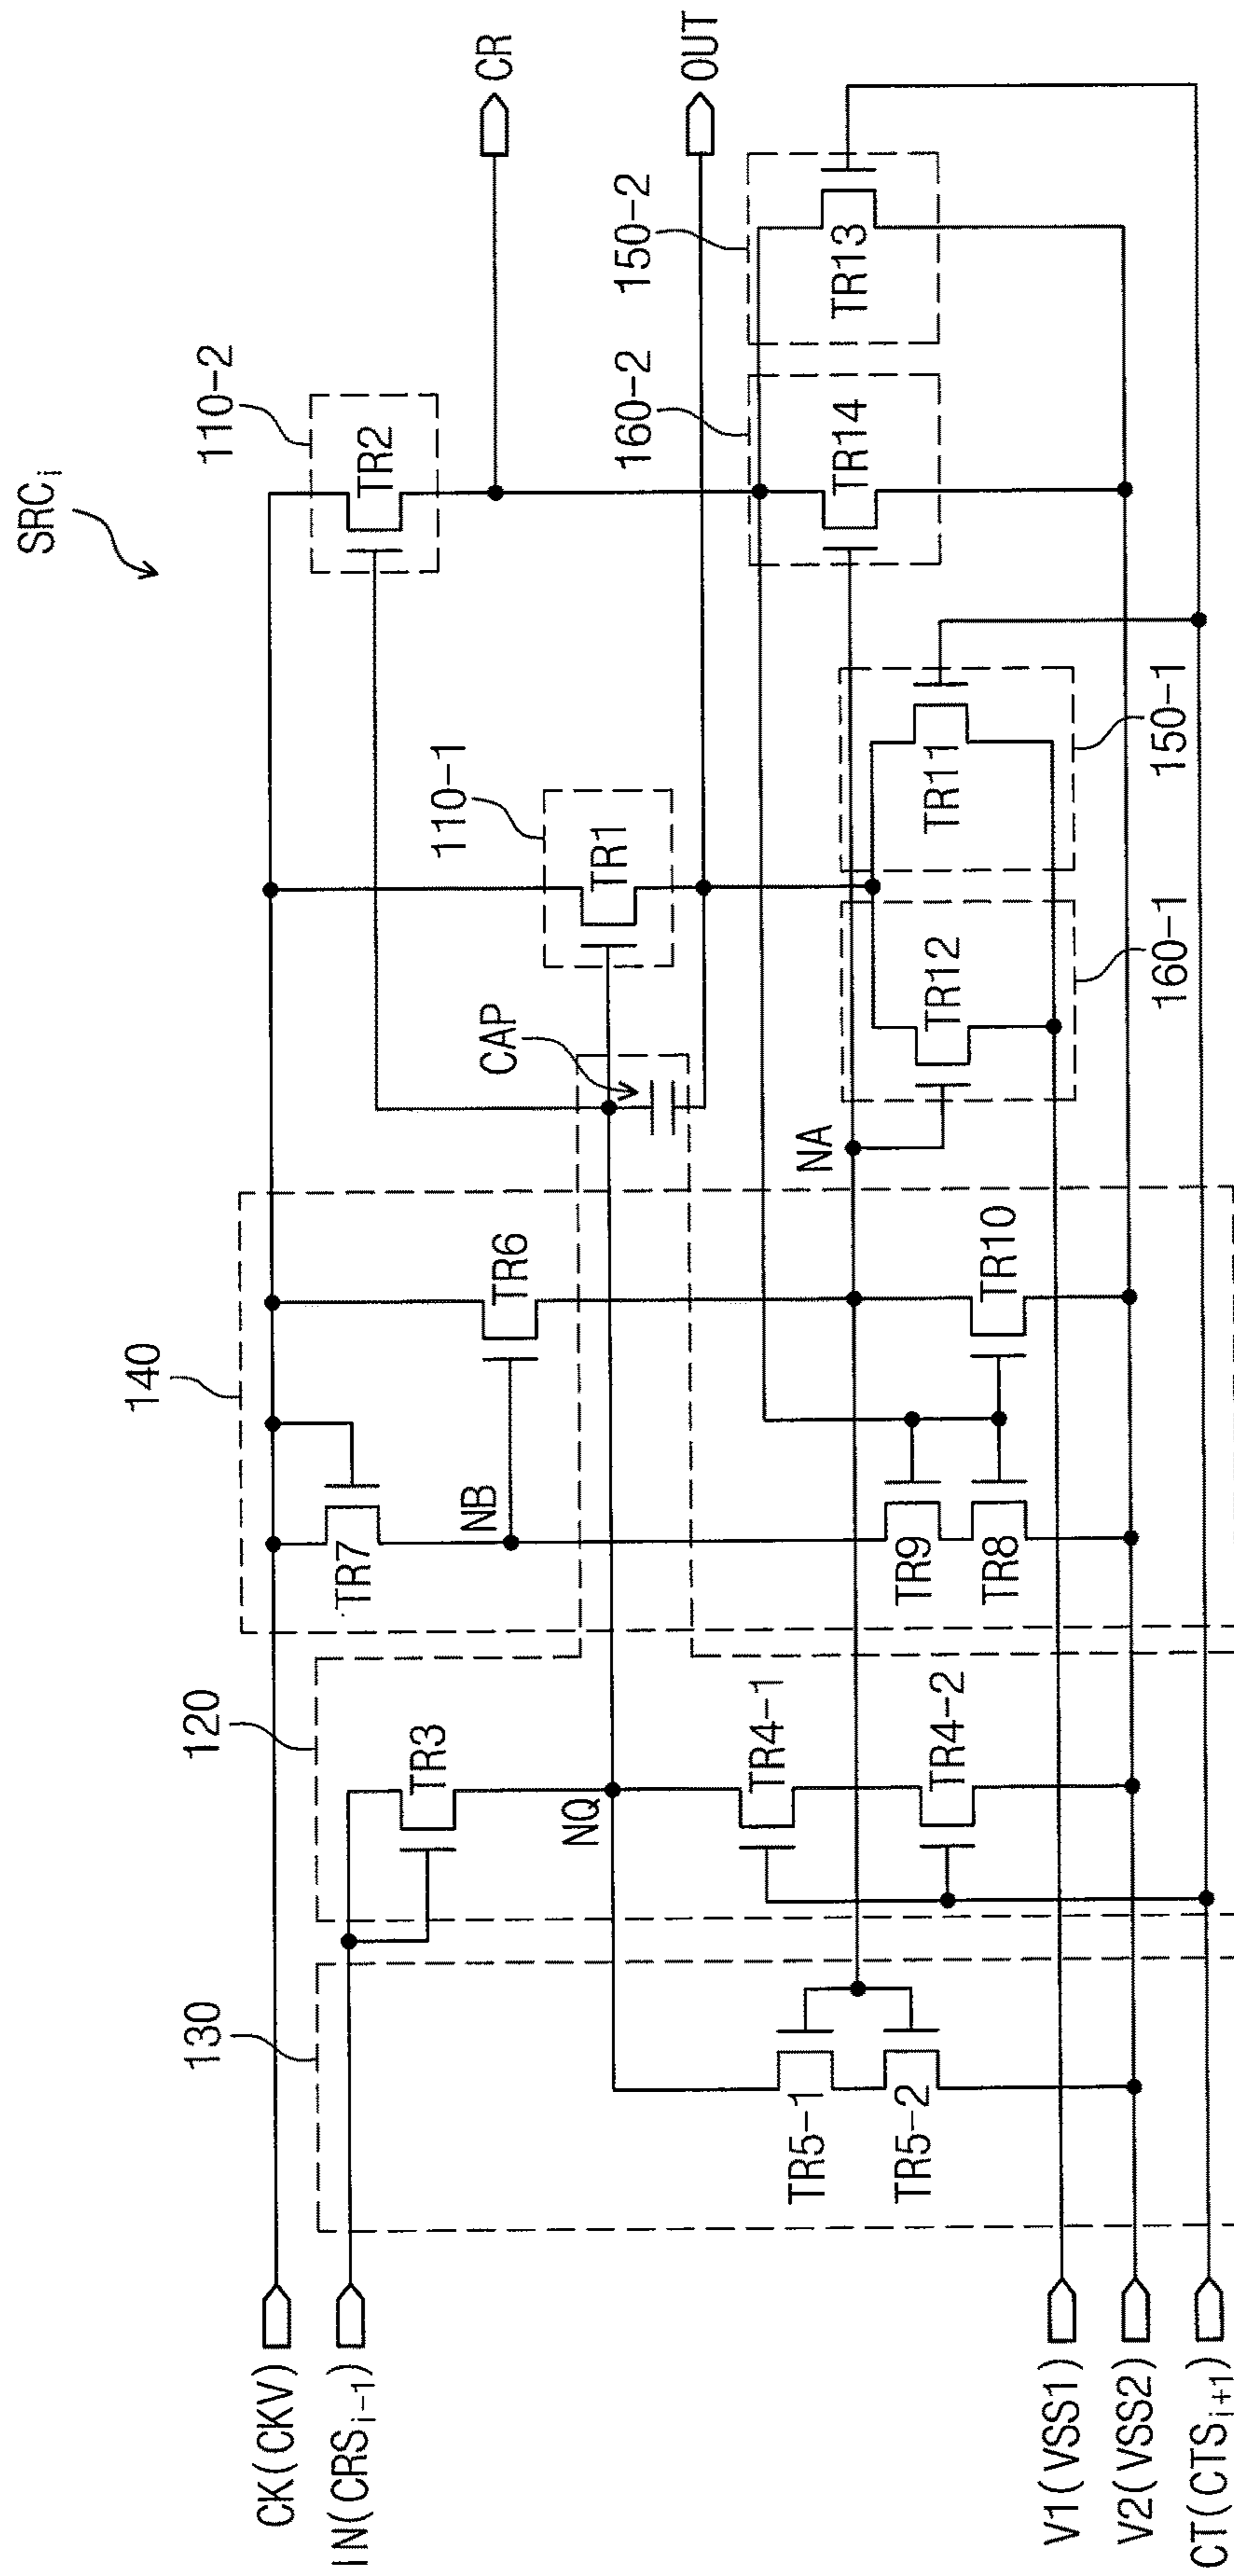 SRCi
110-2
TR2
CR
110-1
TR1
OUT
CAP
140
TR6
TR7
NB
120
TR3
NQ
130
TR4-1
TR4-2
TR5-1
TR5-2
TR9
TR8
TR10
NA
TR12
TR11
160-1
150-1
160-2
TR14
150-2
TR13
CK(CKV)
IN(CRSi-1)
V1(VSS1)
V2(VSS2)
CT(CTSi+1)